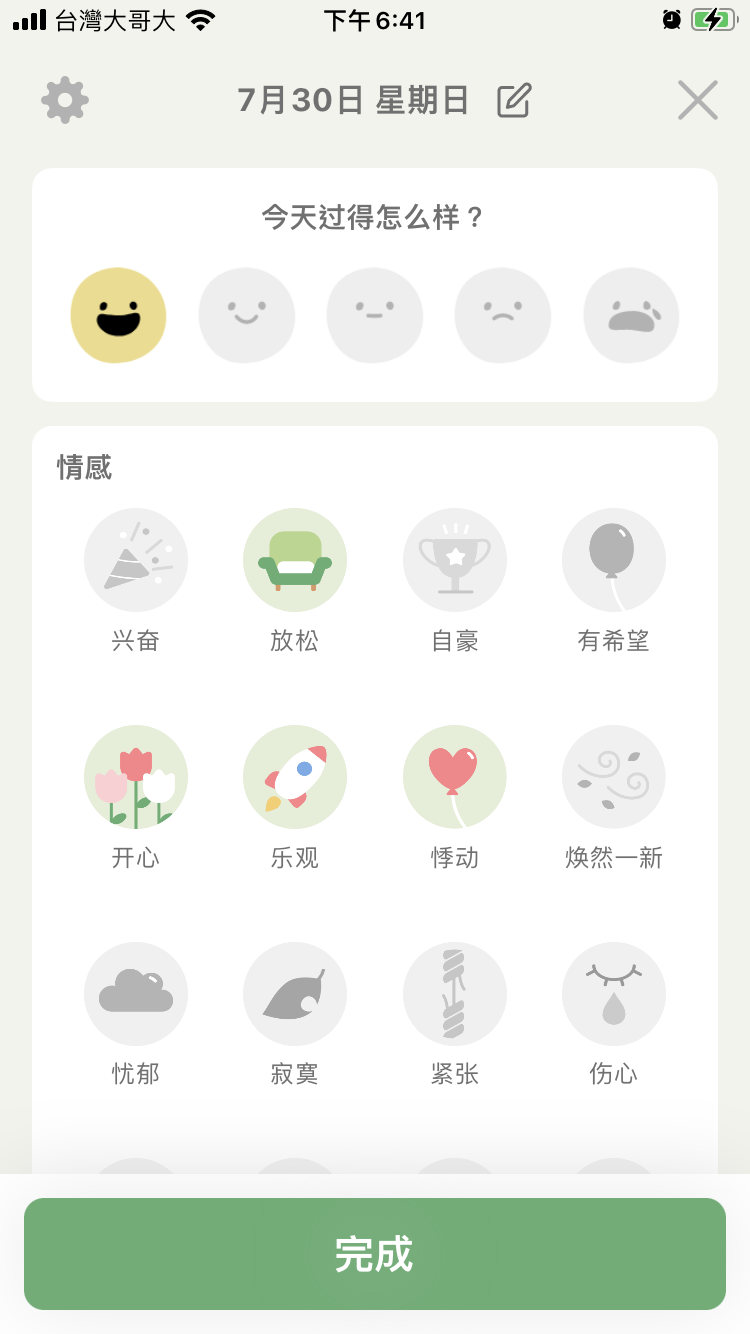 台灣大哥大 下午 6:41
7月30日 星期日
今天过得怎么样？
情感
兴奋 放松 自豪 有希望
开心 乐观 悸动 焕然一新
忧郁 寂寞 紧张 伤心
完成